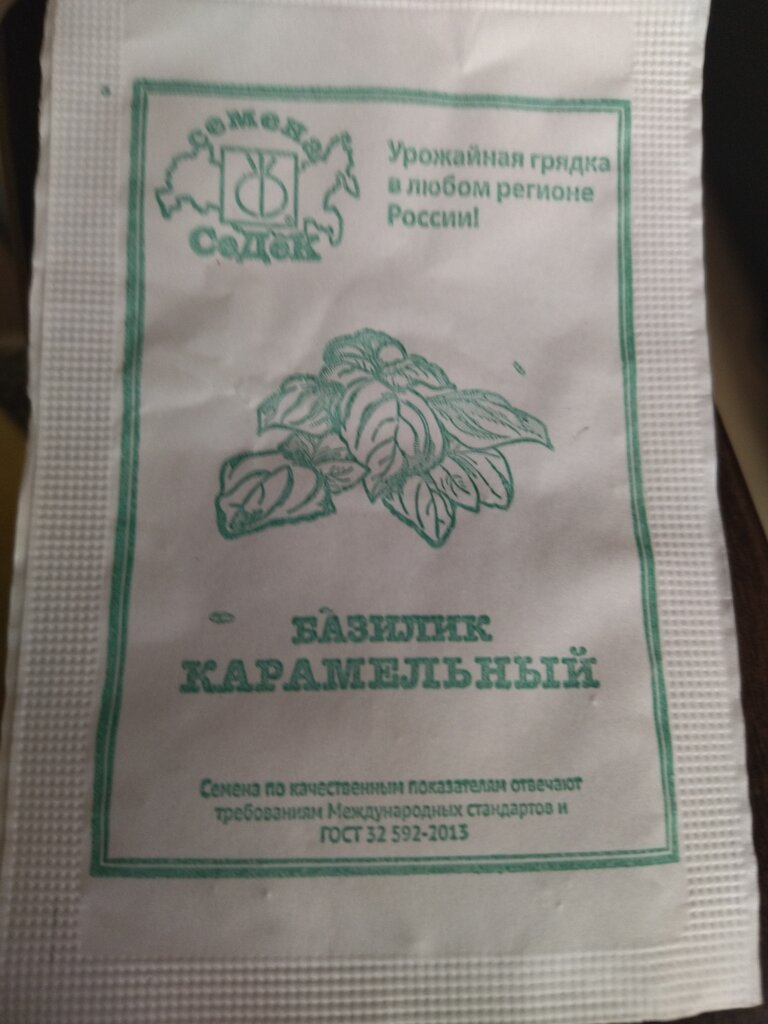 семена
СеДеК
Урожайная грядка
в любом регионе
России!
БАЗИЛИК
КАРАМЕЛЬНЫЙ
Семена по качественным показателям отвечают
требованиям Международных стандартов и
ГОСТ 32 592-2013